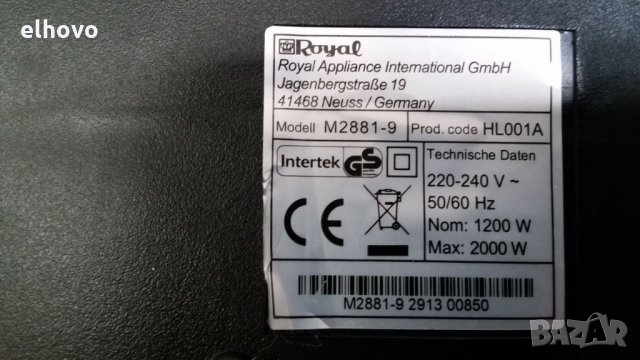 elhovo
Royal
Royal Appliance International GmbH
Jagenbergstraße 19
41468 Neuss / Germany
Modell M2881-9 Prod. code HL001A
Intertek GS
Technische Daten
220-240 V ~
50/60 Hz
Nom: 1200 W
Max: 2000 W
CE
M2881-9 2913 00850
BAZAR